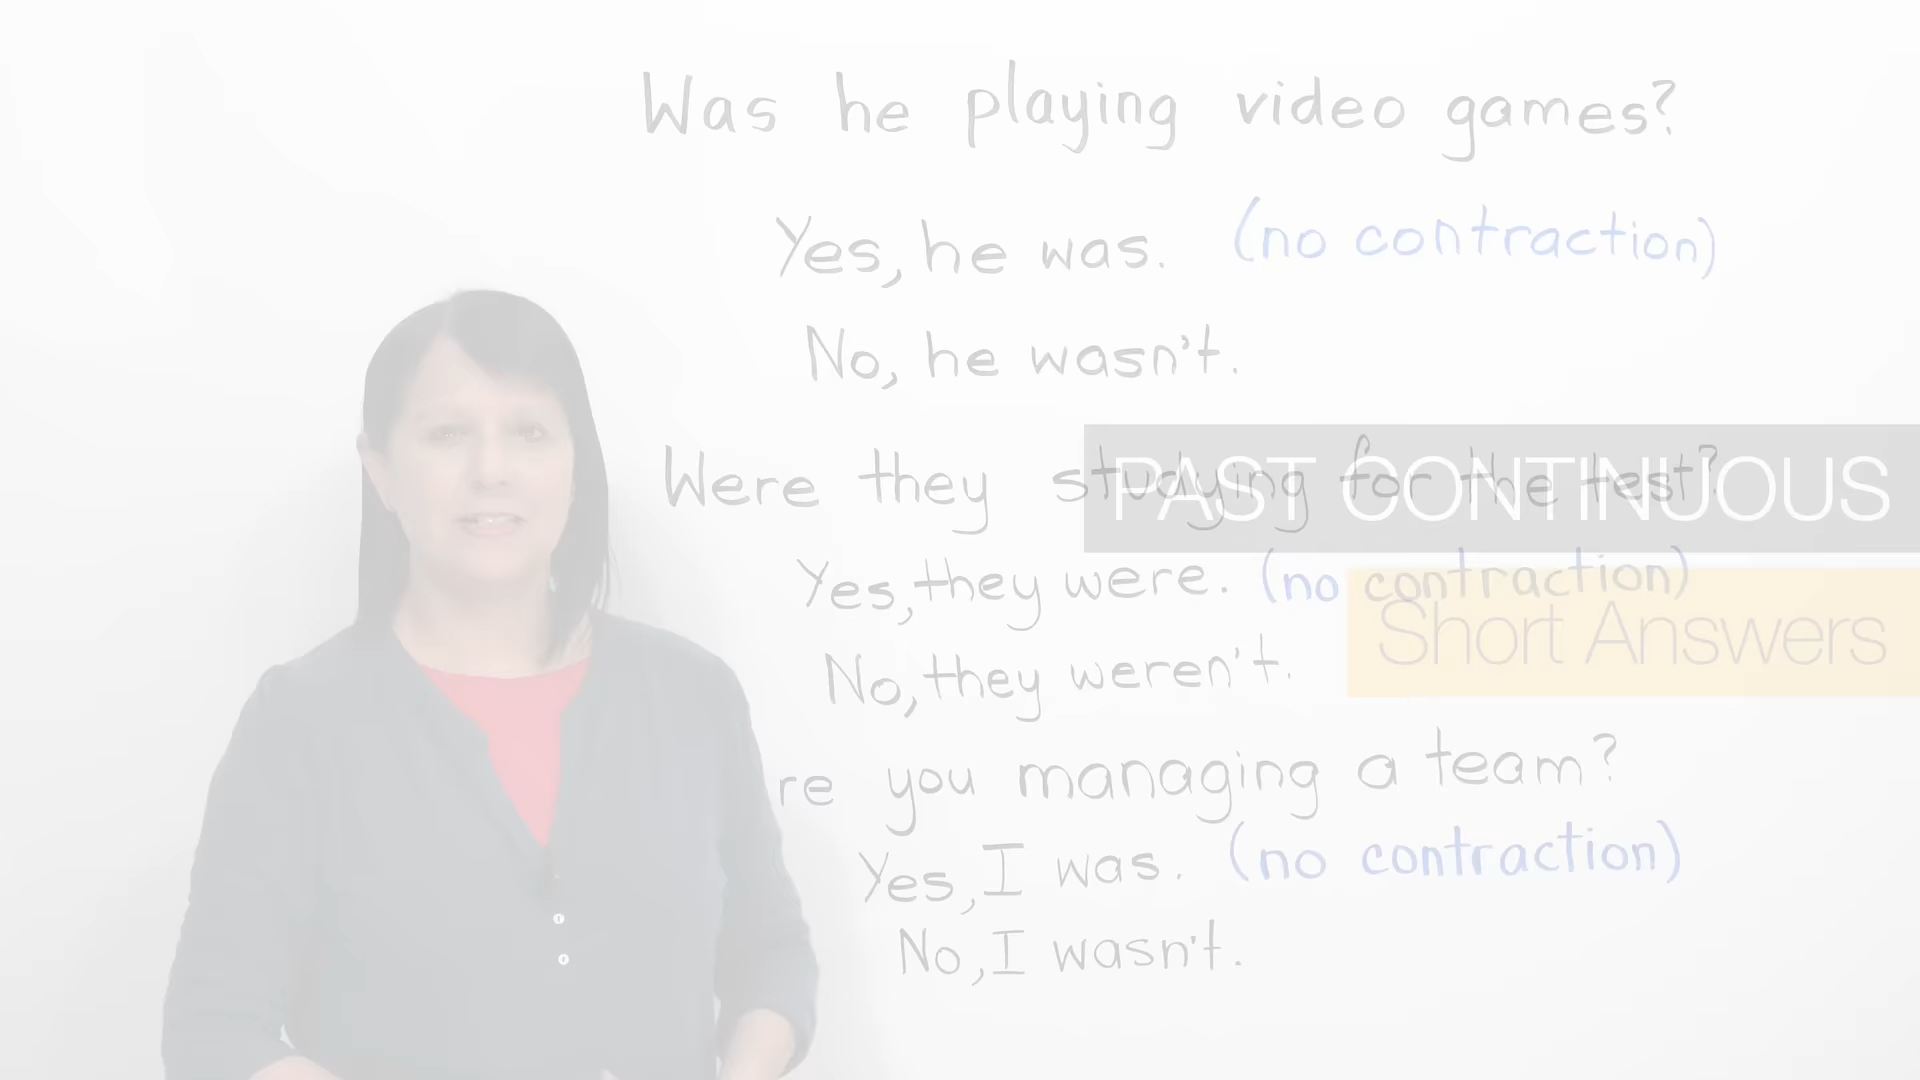 Was he playing video games?
Yes, he was. (no contraction)
No, he wasn't.
Were they studying for the test?
PAST CONTINUOUS
Yes, they were. (no contraction)
Short Answers
No, they weren't.
re you managing a team?
Yes, I was. (no contraction)
No, I wasn't.